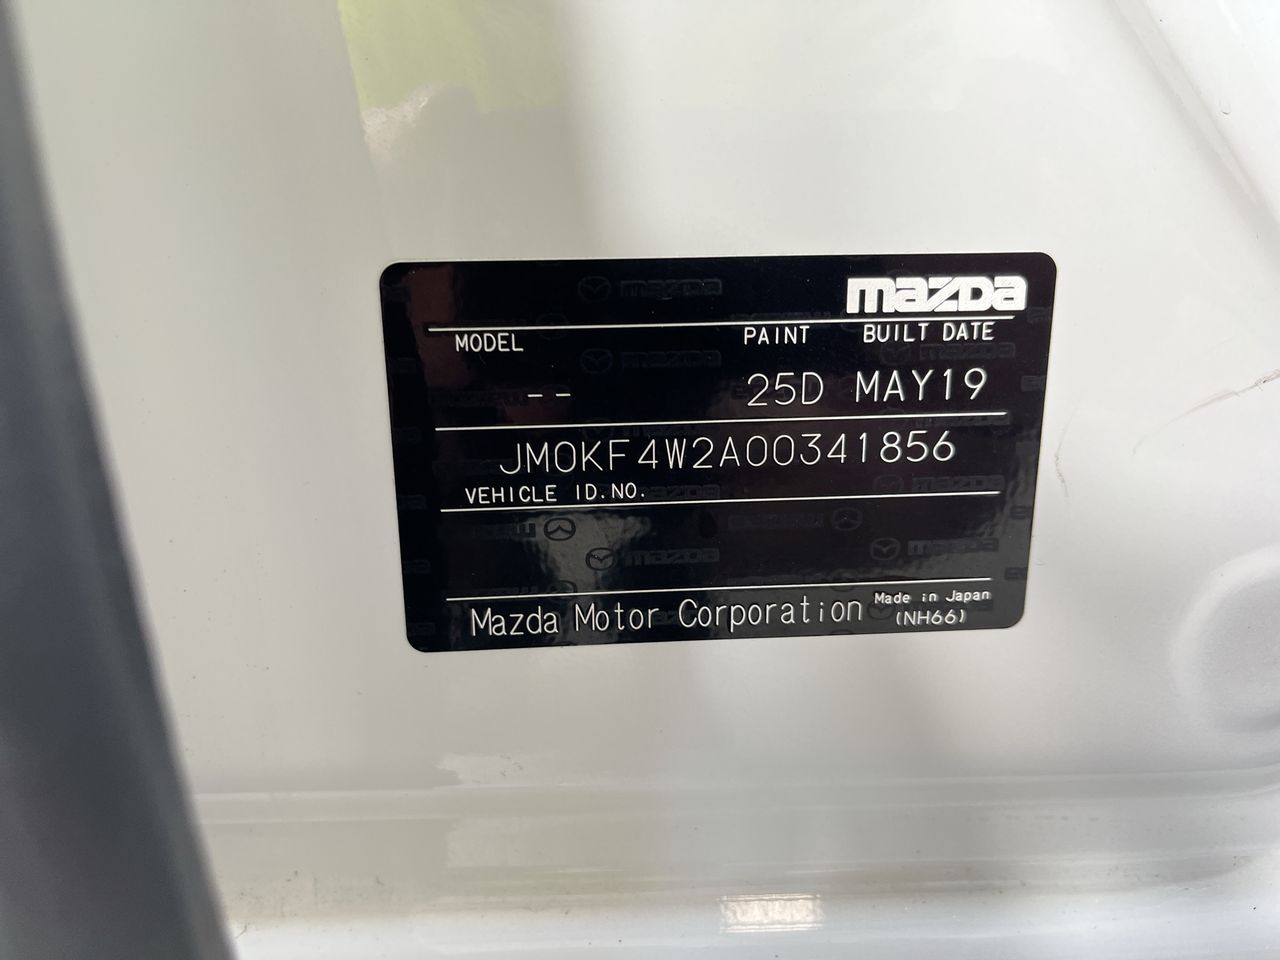 mazda
MODEL PAINT BUILT DATE
-- 25D MAY19
JM0KF4W2A00341856
VEHICLE ID.NO.
Mazda Motor Corporation Made in Japan
(NH66)